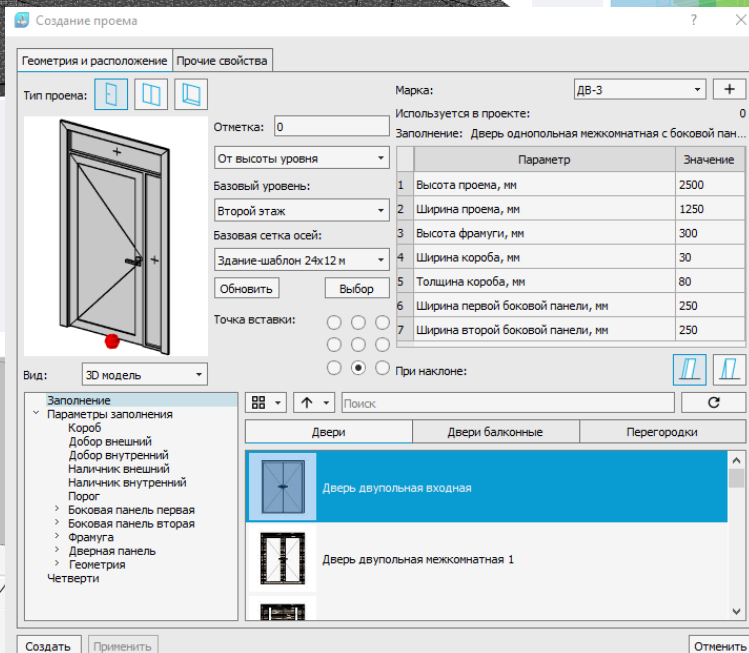 Создание проема
?
Геометрия и расположение
Прочие свойства
Тип проема:
Марка:
ДВ-3
+
Используется в проекте:
0
Отметка:
0
Заполнение: Дверь однопольная межкомнатная с боковой пан...
От высоты уровня
Параметр
Значение
1 Высота проема, мм 2500
Базовый уровень:
Второй этаж
2 Ширина проема, мм 1250
Базовая сетка осей:
3 Высота фрамуги, мм 300
Здание-шаблон 24x12 м
4 Ширина короба, мм 30
Обновить
Выбор
5 Толщина короба, мм 80
6 Ширина первой боковой панели, мм 250
Точка вставки:
7 Ширина второй боковой панели, мм 250
Вид:
3D модель
При наклоне:
Заполнение
Параметры заполнения
Короб
Добор внешний
Добор внутренний
Наличник внешний
Наличник внутренний
Порог
Боковая панель первая
Боковая панель вторая
Фрамуга
Дверная панель
Геометрия
Четверти
Поиск
Двери
Двери балконные
Перегородки
Дверь двупольная входная
Дверь двупольная межкомнатная 1
Создать
Применить
Отменить